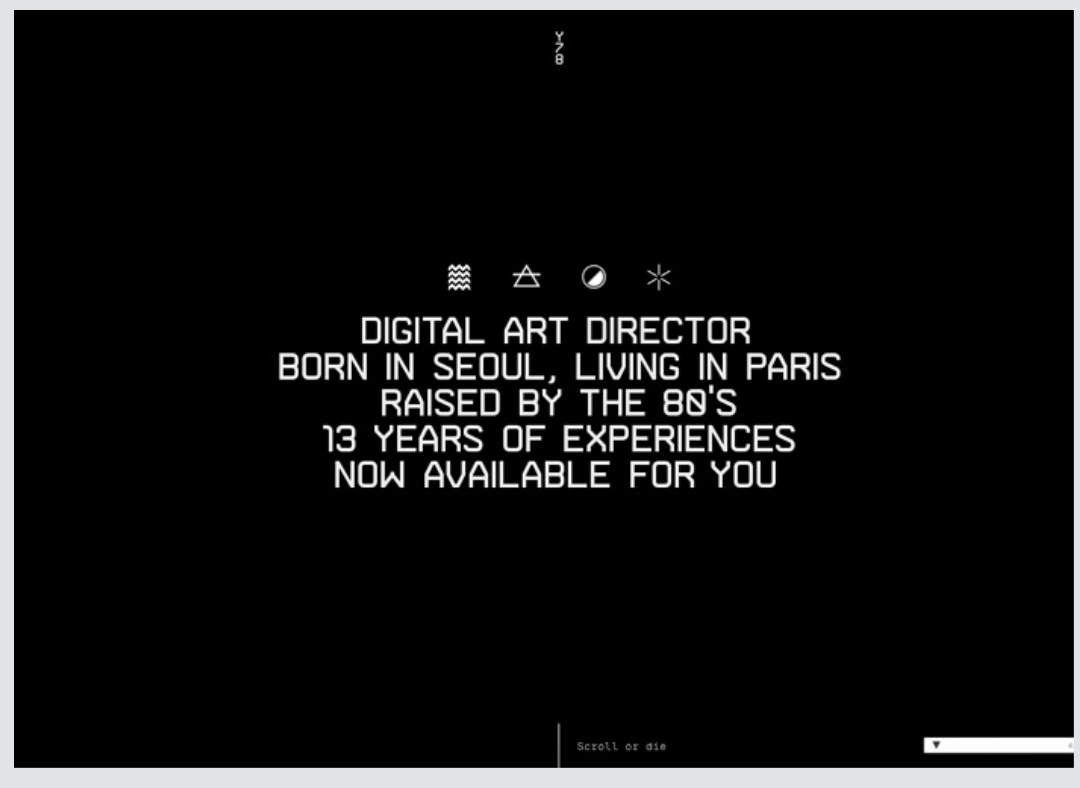 Y
7
8
DIGITAL ART DIRECTOR
BORN IN SEOUL, LIVING IN PARIS
RAISED BY THE 80'S
13 YEARS OF EXPERIENCES
NOW AVAILABLE FOR YOU
Scroll or die